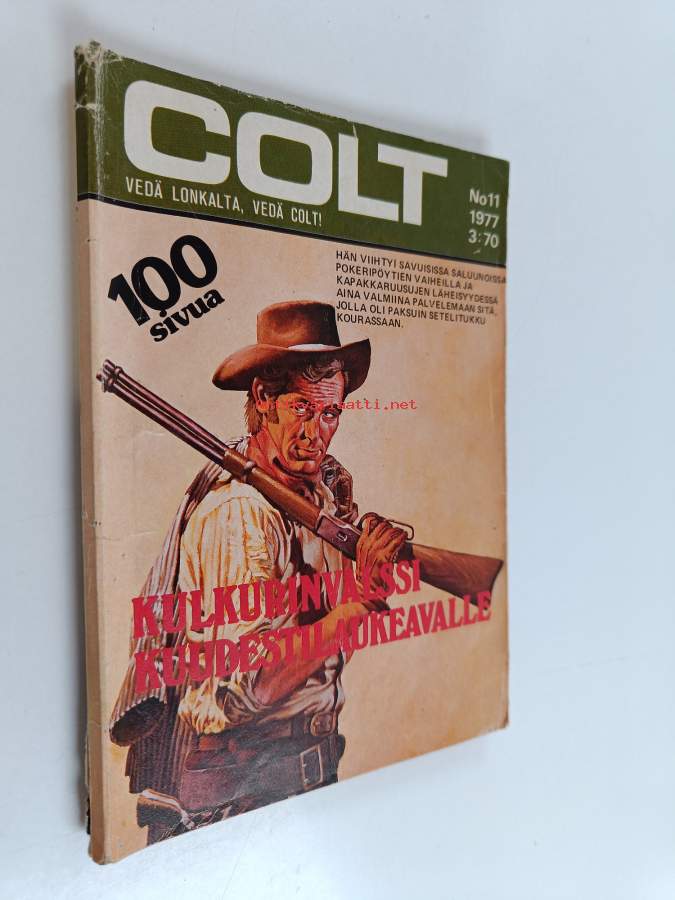 COLT
VEDÄ LONKALTA, VEDÄ COLT!
No 11
1977
3:70
100
sivua
HÄN VIIHTYI SAVUISISSA SALUUNOISSA
POKERIPÖYTIEN VAIHEILLA JA
KAPAKKARUUSUJEN LÄHEISYYDESSÄ
AINA VALMIINA PALVELEMAAN SITÄ,
JOLLA OLI PAKSUIN SETELITUKKU
KOURASSAAN.
KULKURINVALSSI
KUUDESTILAUKEAVALLE